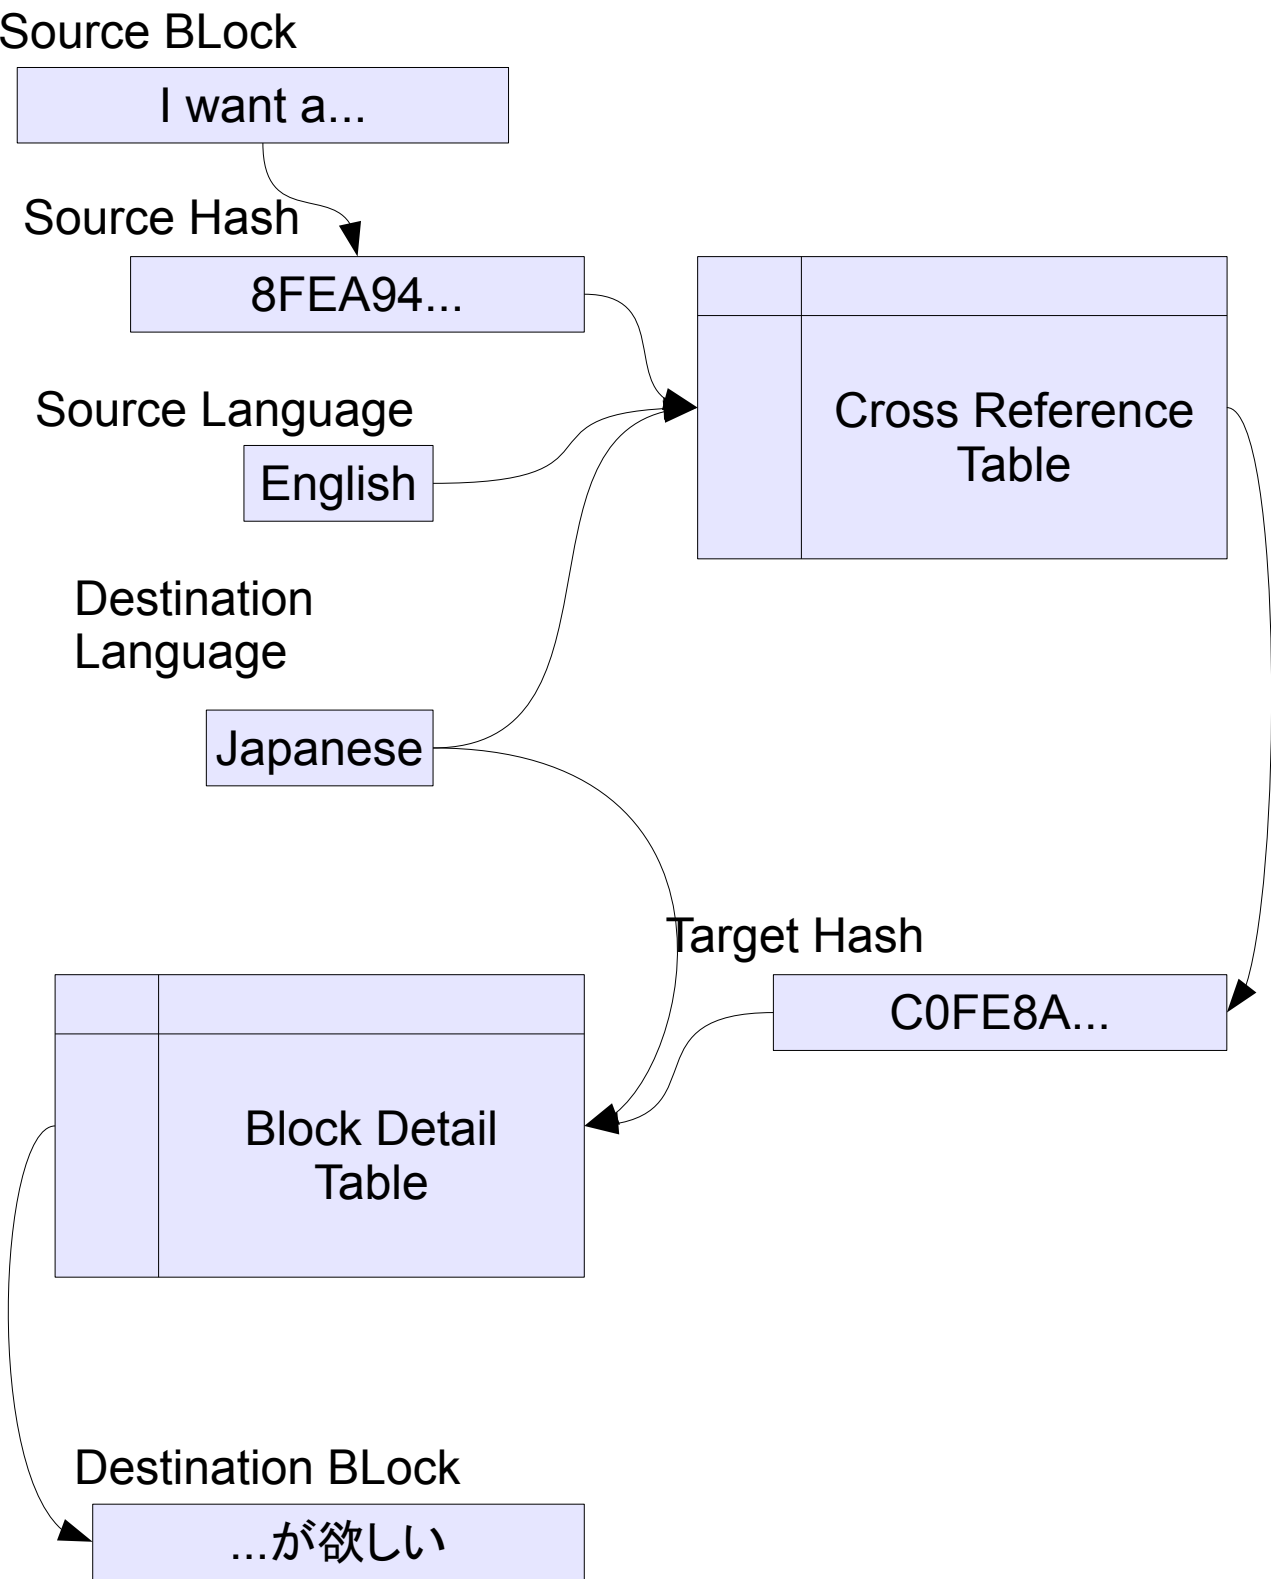 Source BLock
I want a...
Source Hash
8FEA94...
Source Language
English
Cross Reference
Table
Destination
Language
Japanese
Target Hash
C0FE8A...
Block Detail
Table
Destination BLock
...が欲しい